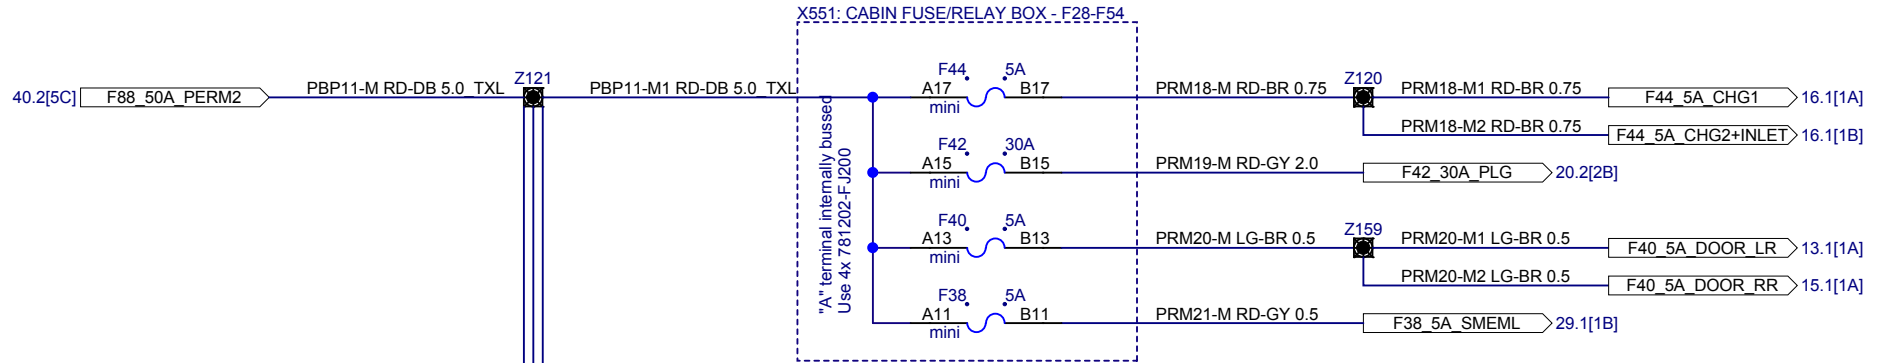 X551: CABIN FUSE/RELAY BOX - F28-F54
40.2[5C]
F88_50A_PERM2
PBP11-M RD-DB 5.0_TXL
Z121
PBP11-M1 RD-DB 5.0_TXL
"A" terminal internally bussed
Use 4x 781202-FJ200
F44
5A
A17
B17
mini
PRM18-M RD-BR 0.75
Z120
PRM18-M1 RD-BR 0.75
F44_5A_CHG1
16.1[1A]
PRM18-M2 RD-BR 0.75
F44_5A_CHG2+INLET
16.1[1B]
F42
30A
A15
B15
mini
PRM19-M RD-GY 2.0
F42_30A_PLG
20.2[2B]
F40
5A
A13
B13
mini
PRM20-M LG-BR 0.5
Z159
PRM20-M1 LG-BR 0.5
F40_5A_DOOR_LR
13.1[1A]
PRM20-M2 LG-BR 0.5
F40_5A_DOOR_RR
15.1[1A]
F38
5A
A11
B11
mini
PRM21-M RD-GY 0.5
F38_5A_SMEML
29.1[1B]